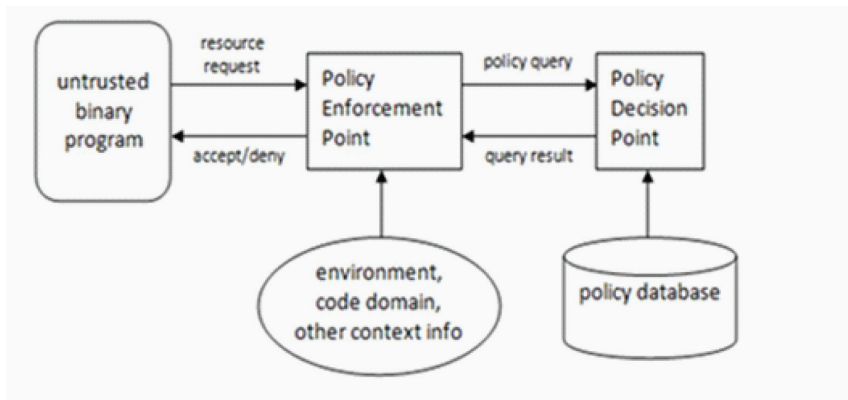 untrusted
binary
program
resource
request
accept/deny
Policy
Enforcement
Point
policy query
query result
Policy
Decision
Point
environment,
code domain,
other context info
policy database